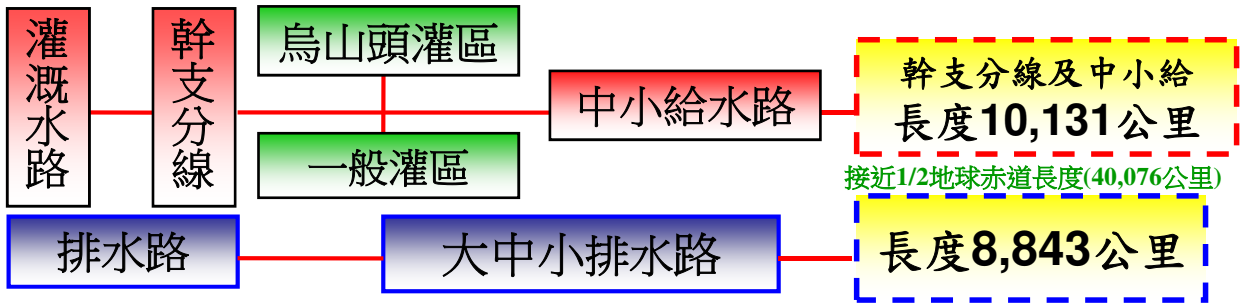 灌溉水路
幹支分線
烏山頭灌區
一般灌區
中小給水路
幹支分線及中小給
長度10,131公里
接近1/2地球赤道長度(40,076公里)
排水路
大中小排水路
長度8,843公里